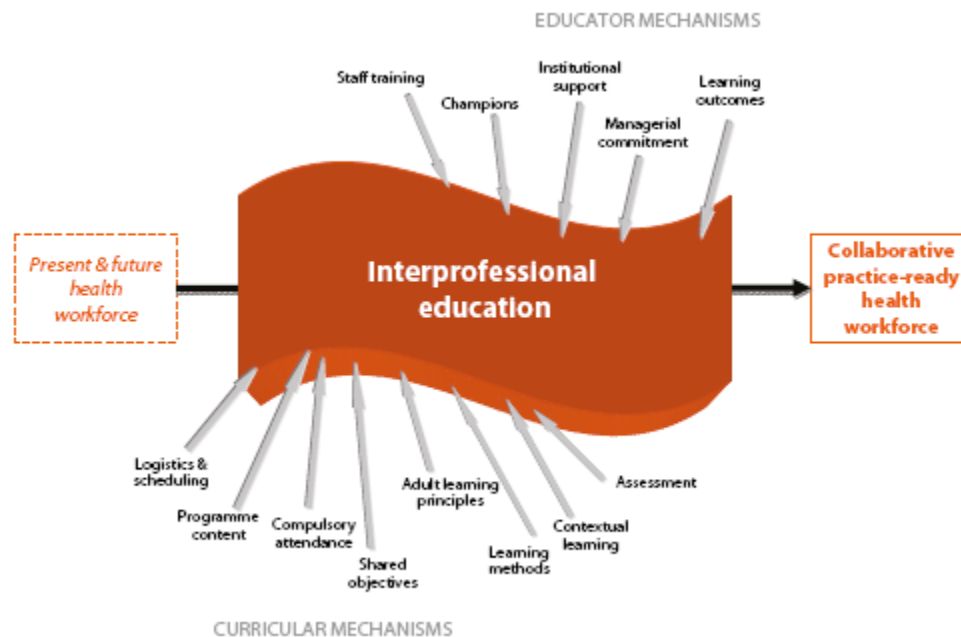 EDUCATOR MECHANISMS
Staff training
Champions
Institutional
support
Managerial
commitment
Learning
outcomes
Present & future
health
workforce
Interprofessional
education
Collaborative
practice-ready
health
workforce
Logistics &
scheduling
Programme
content
Compulsory
attendance
Shared
objectives
Adult learning
principles
Learning
methods
Contextual
learning
Assessment
CURRICULAR MECHANISMS